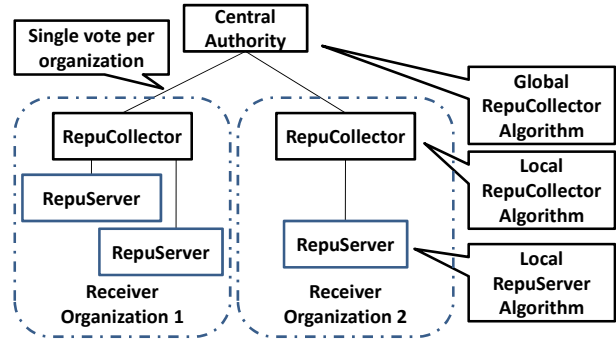 Central
Authority
Single vote per
organization
Global
RepuCollector
Algorithm
RepuCollector
RepuCollector
Local
RepuCollector
Algorithm
RepuServer
RepuServer
RepuServer
Local
RepuServer
Algorithm
Receiver
Organization 1
Receiver
Organization 2